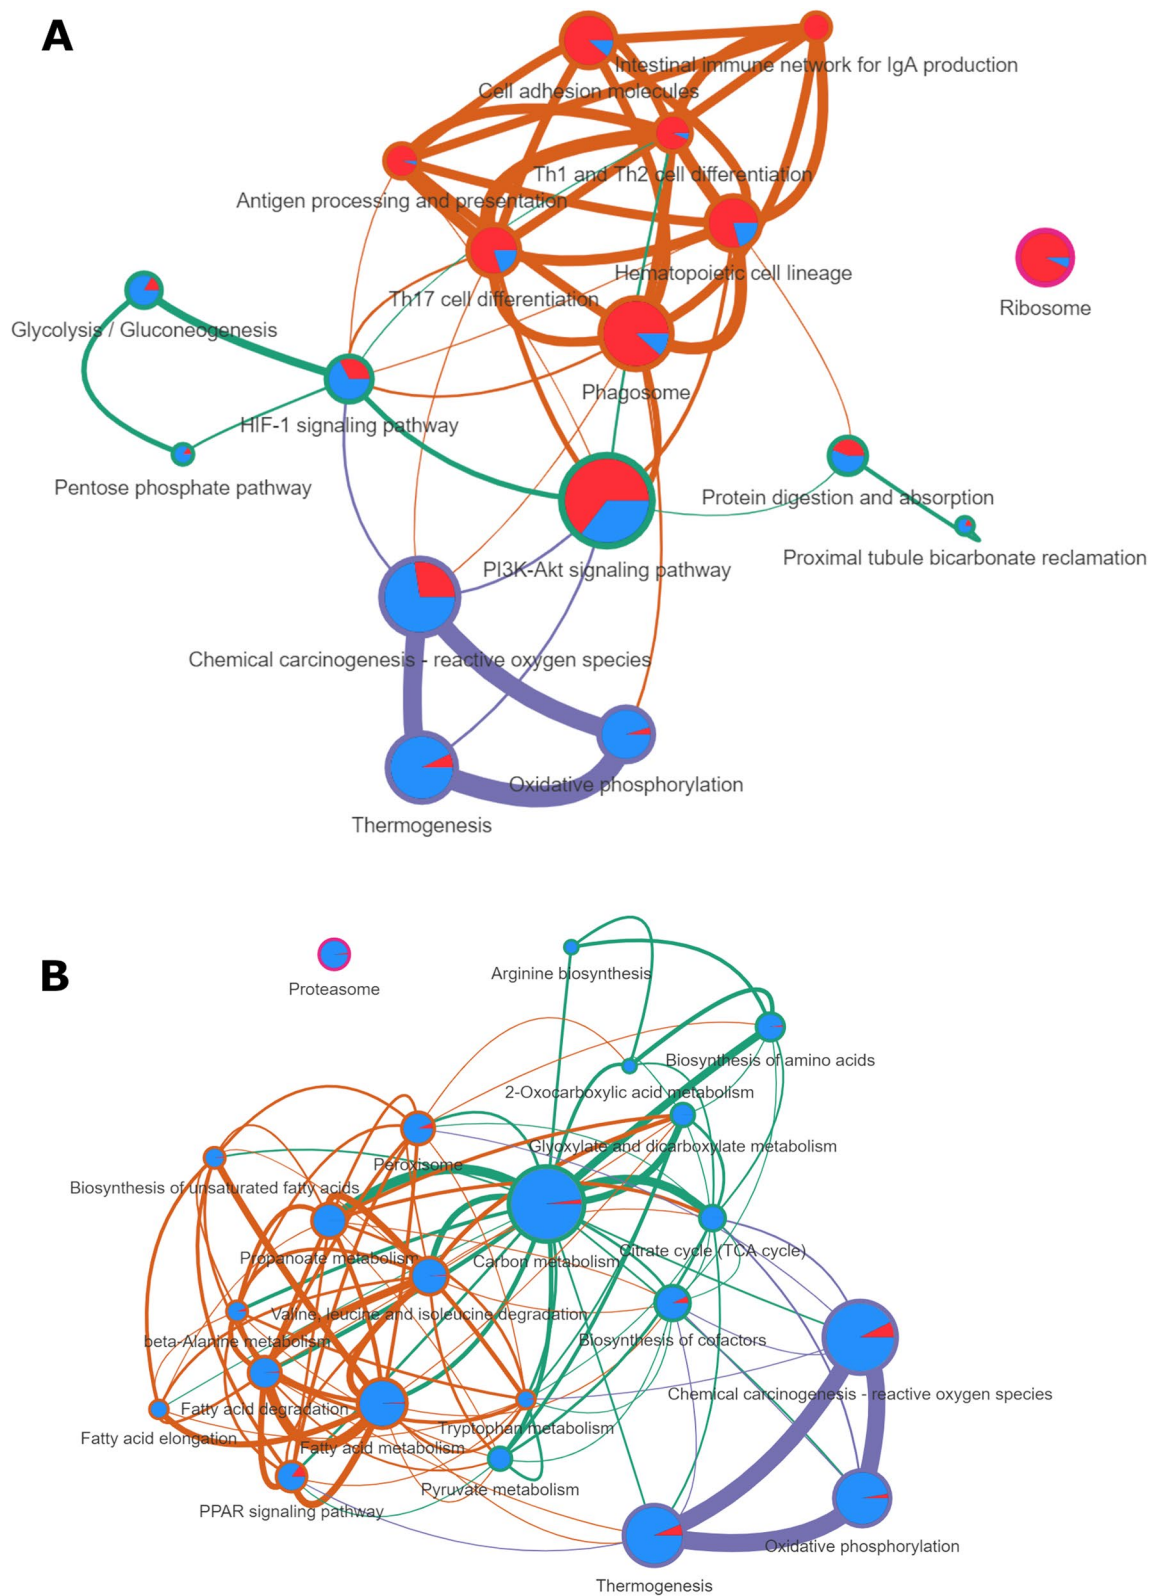 A
Intestinal immune network for IgA production
Cell adhesion molecules
Th1 and Th2 cell differentiation
Antigen processing and presentation
Hematopoietic cell lineage
Th17 cell differentiation
Ribosome
Glycolysis / Gluconeogenesis
Phagosome
HIF-1 signaling pathway
Pentose phosphate pathway
Protein digestion and absorption
Proximal tubule bicarbonate reclamation
PI3K-Akt signaling pathway
Chemical carcinogenesis - reactive oxygen species
Oxidative phosphorylation
Thermogenesis
B
Proteasome
Arginine biosynthesis
Biosynthesis of amino acids
2-Oxocarboxylic acid metabolism
Glyoxylate and dicarboxylate metabolism
Peroxisome
Biosynthesis of unsaturated fatty acids
Citrate cycle (TCA cycle)
Propanoate metabolism
Carbon metabolism
Valine, leucine and isoleucine degradation
beta-Alanine metabolism
Biosynthesis of cofactors
Chemical carcinogenesis - reactive oxygen species
Fatty acid degradation
Tryptophan metabolism
Fatty acid elongation
Fatty acid metabolism
Pyruvate metabolism
PPAR signaling pathway
Oxidative phosphorylation
Thermogenesis